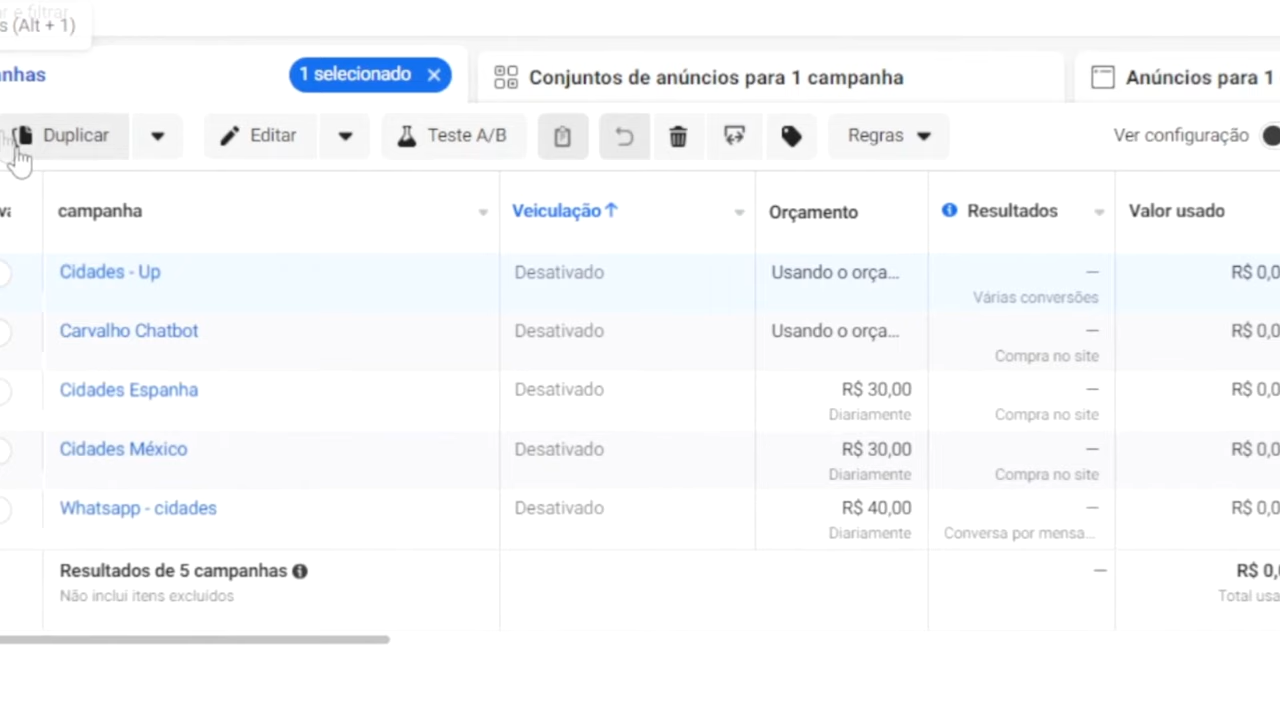 r e filtrar
s (Alt + 1)
nhas
1 selecionado
Conjuntos de anúncios para 1 campanha
Anúncios para 1
Duplicar
Editar
Teste A/B
Regras
Ver configuração
campanha
Veiculação↑
Orçamento
Resultados
Valor usado
Cidades - Up
Desativado
Usando o orça...
—
R$ 0,0
Várias conversões
Carvalho Chatbot
Desativado
Usando o orça...
—
R$ 0,0
Compra no site
Cidades Espanha
Desativado
R$ 30,00
—
R$ 0,0
Diariamente
Compra no site
Cidades México
Desativado
R$ 30,00
—
R$ 0,0
Diariamente
Compra no site
Whatsapp - cidades
Desativado
R$ 40,00
—
R$ 0,0
Diariamente
Conversa por mensa...
Resultados de 5 campanhas
—
R$ 0,
Não inclui itens excluídos
Total usa